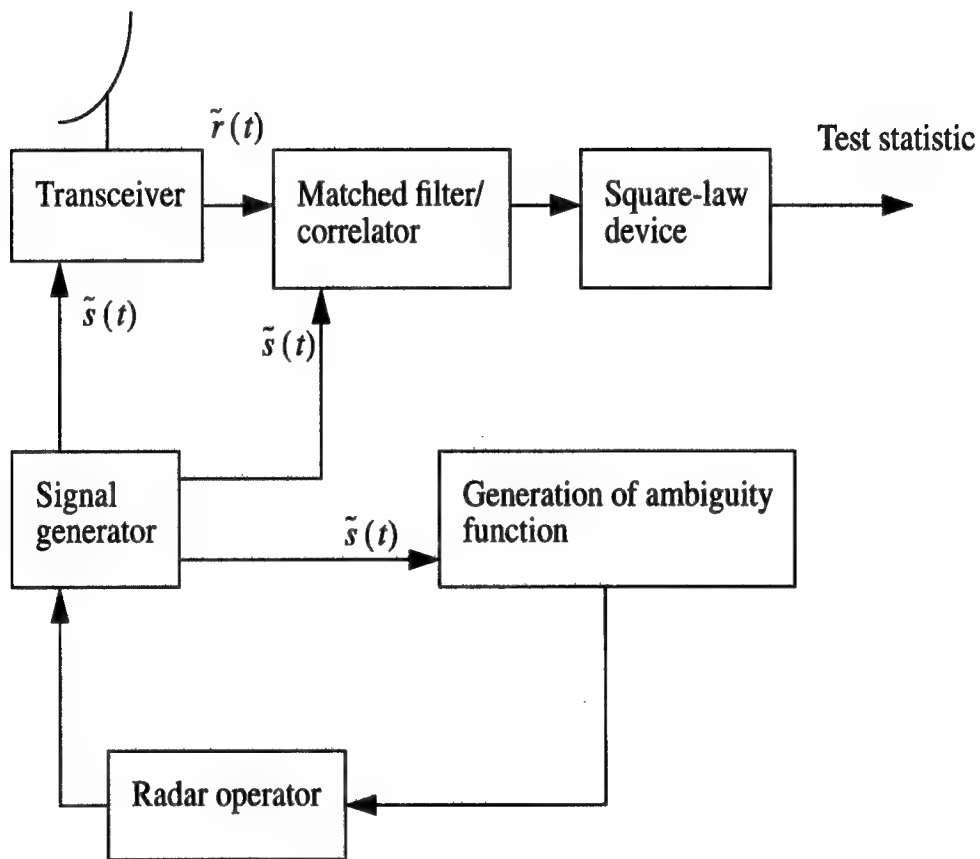 r̃(t)
Test statistic
Transceiver
Matched filter/
correlator
Square-law
device
s̃(t)
s̃(t)
Signal
generator
Generation of ambiguity
function
s̃(t)
Radar operator